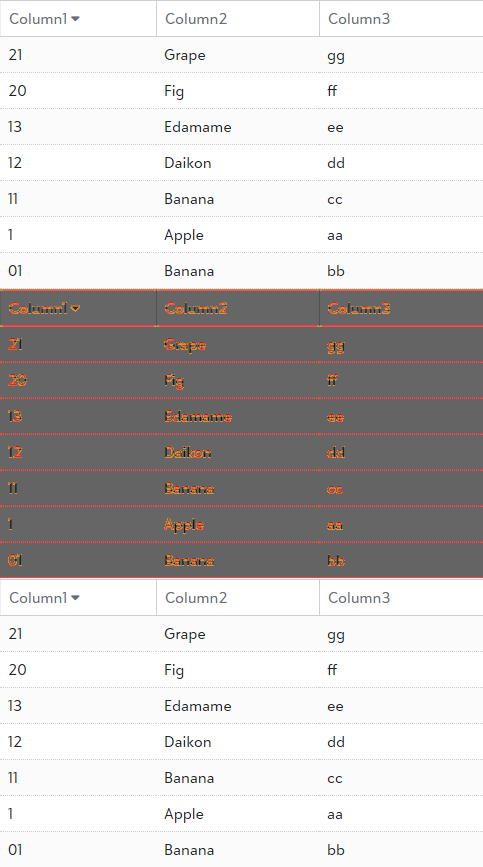 Column1 Column2 Column3
21 Grape gg
20 Fig ff
13 Edamame ee
12 Daikon dd
11 Banana cc
1 Apple aa
01 Banana bb
Column1 Column2 Column3
21 Grape gg
20 Fig ff
13 Edamame ee
12 Daikon dd
11 Banana cc
1 Apple aa
01 Banana bb
Column1 Column2 Column3
21 Grape gg
20 Fig ff
13 Edamame ee
12 Daikon dd
11 Banana cc
1 Apple aa
01 Banana bb